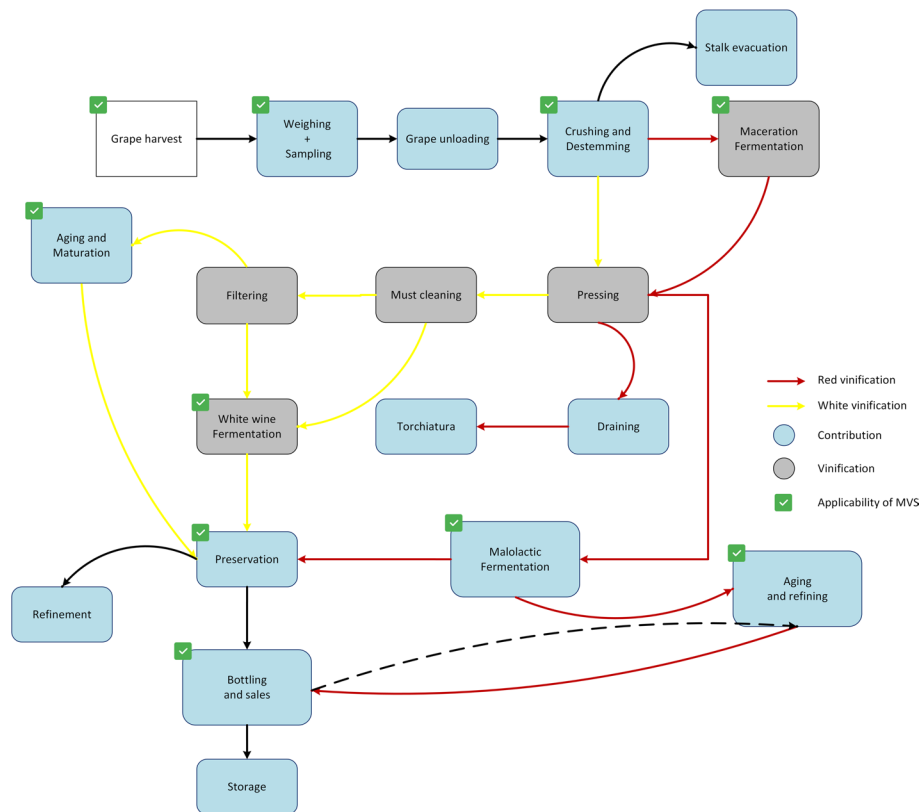 Stalk evacuation
Grape harvest
Weighing
+
Sampling
Grape unloading
Crushing and
Destemming
Maceration
Fermentation
Aging and
Maturation
Filtering
Must cleaning
Pressing
White wine
Fermentation
Torchiatura
Draining
Red vinification
White vinification
Contribution
Vinification
Applicability of MVS
Preservation
Malolactic
Fermentation
Aging
and refining
Refinement
Bottling
and sales
Storage